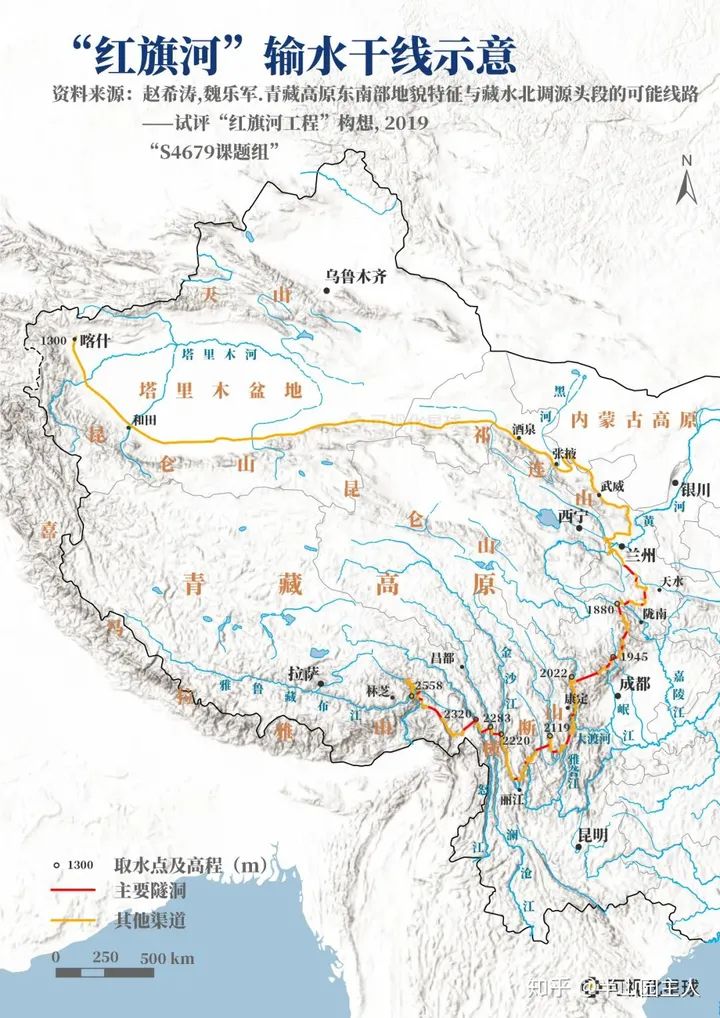 “红旗河”输水干线示意
资料来源：赵希涛,魏乐军.青藏高原东南部地貌特征与藏水北调源头段的可能线路
——试评“红旗河工程”构想, 2019
“S4679课题组”
N
乌鲁木齐
天山
1300 喀什
塔里木河
塔里木盆地
和田
昆仑山
昆仑山
黑河
内蒙古高原
酒泉
祁连山
张掖
武威
银川
西宁
黄河
兰州
天水
青藏高原
喜马拉雅山
1880
陇南
1945
昌都
金沙江
2022
康定
成都
嘉陵江
岷江
拉萨
林芝
2558
雅鲁藏布江
2320
2283
2220
2119
横断山
大渡河
雅砻江
丽江
怒江
澜沧江
昆明
1300 取水点及高程（m）
主要隧洞
其他渠道
0 250 500 km
知乎 @半亩园主人